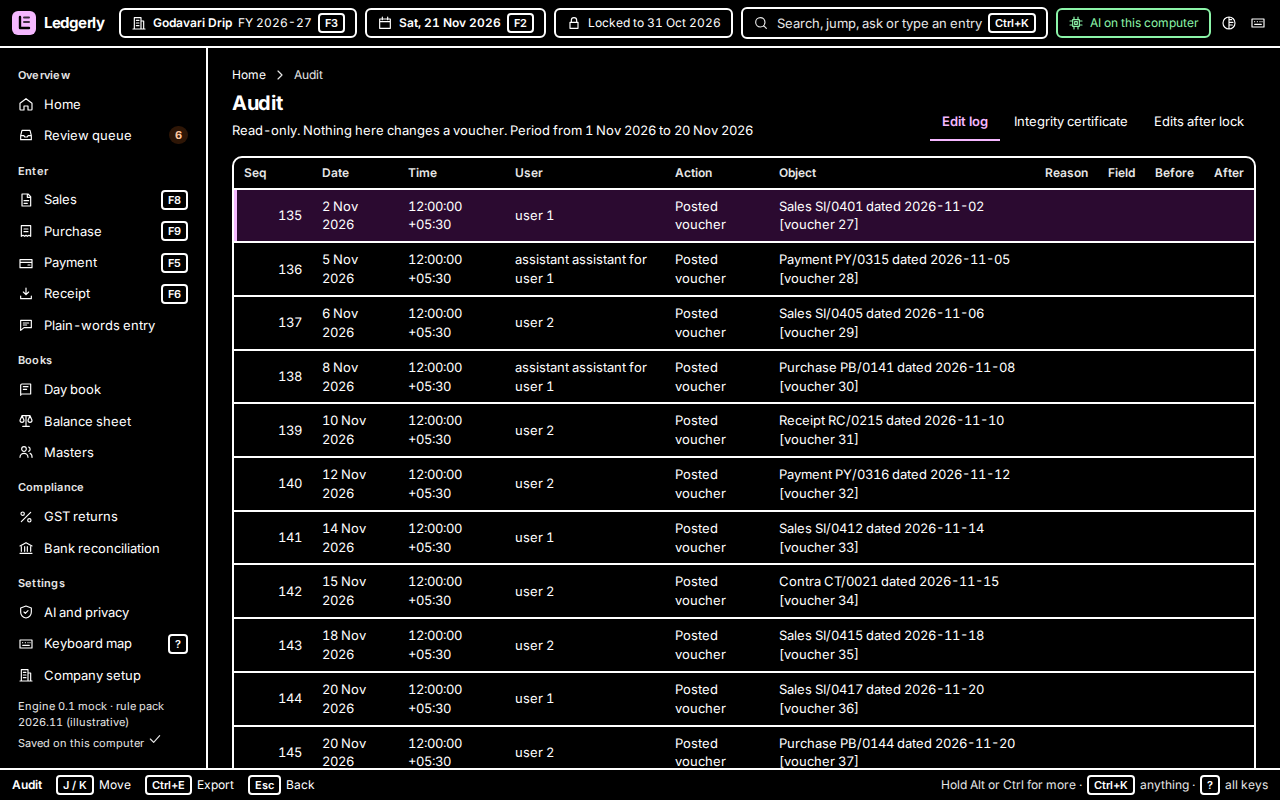 Ledgerly
Godavari Drip FY 2026-27 F3
Sat, 21 Nov 2026 F2
Locked to 31 Oct 2026
Search, jump, ask or type an entry Ctrl+K
AI on this computer
Overview
Home
Review queue 6
Enter
Sales F8
Purchase F9
Payment F5
Receipt F6
Plain-words entry
Books
Day book
Balance sheet
Masters
Compliance
GST returns
Bank reconciliation
Settings
AI and privacy
Keyboard map ?
Company setup
Engine 0.1 mock · rule pack
2026.11 (illustrative)
Saved on this computer
Home > Audit
Audit
Read-only. Nothing here changes a voucher. Period from 1 Nov 2026 to 20 Nov 2026
Edit log Integrity certificate Edits after lock
Seq Date Time User Action Object Reason Field Before After
135 2 Nov 2026 12:00:00 +05:30 user 1 Posted voucher Sales SI/0401 dated 2026-11-02 [voucher 27]
136 5 Nov 2026 12:00:00 +05:30 assistant assistant for user 1 Posted voucher Payment PY/0315 dated 2026-11-05 [voucher 28]
137 6 Nov 2026 12:00:00 +05:30 user 2 Posted voucher Sales SI/0405 dated 2026-11-06 [voucher 29]
138 8 Nov 2026 12:00:00 +05:30 assistant assistant for user 1 Posted voucher Purchase PB/0141 dated 2026-11-08 [voucher 30]
139 10 Nov 2026 12:00:00 +05:30 user 2 Posted voucher Receipt RC/0215 dated 2026-11-10 [voucher 31]
140 12 Nov 2026 12:00:00 +05:30 user 2 Posted voucher Payment PY/0316 dated 2026-11-12 [voucher 32]
141 14 Nov 2026 12:00:00 +05:30 user 1 Posted voucher Sales SI/0412 dated 2026-11-14 [voucher 33]
142 15 Nov 2026 12:00:00 +05:30 user 2 Posted voucher Contra CT/0021 dated 2026-11-15 [voucher 34]
143 18 Nov 2026 12:00:00 +05:30 user 2 Posted voucher Sales SI/0415 dated 2026-11-18 [voucher 35]
144 20 Nov 2026 12:00:00 +05:30 user 1 Posted voucher Sales SI/0417 dated 2026-11-20 [voucher 36]
145 20 Nov 2026 12:00:00 +05:30 user 2 Posted voucher Purchase PB/0144 dated 2026-11-20 [voucher 37]
Audit J / K Move Ctrl+E Export Esc Back
Hold Alt or Ctrl for more · Ctrl+K anything · ? all keys